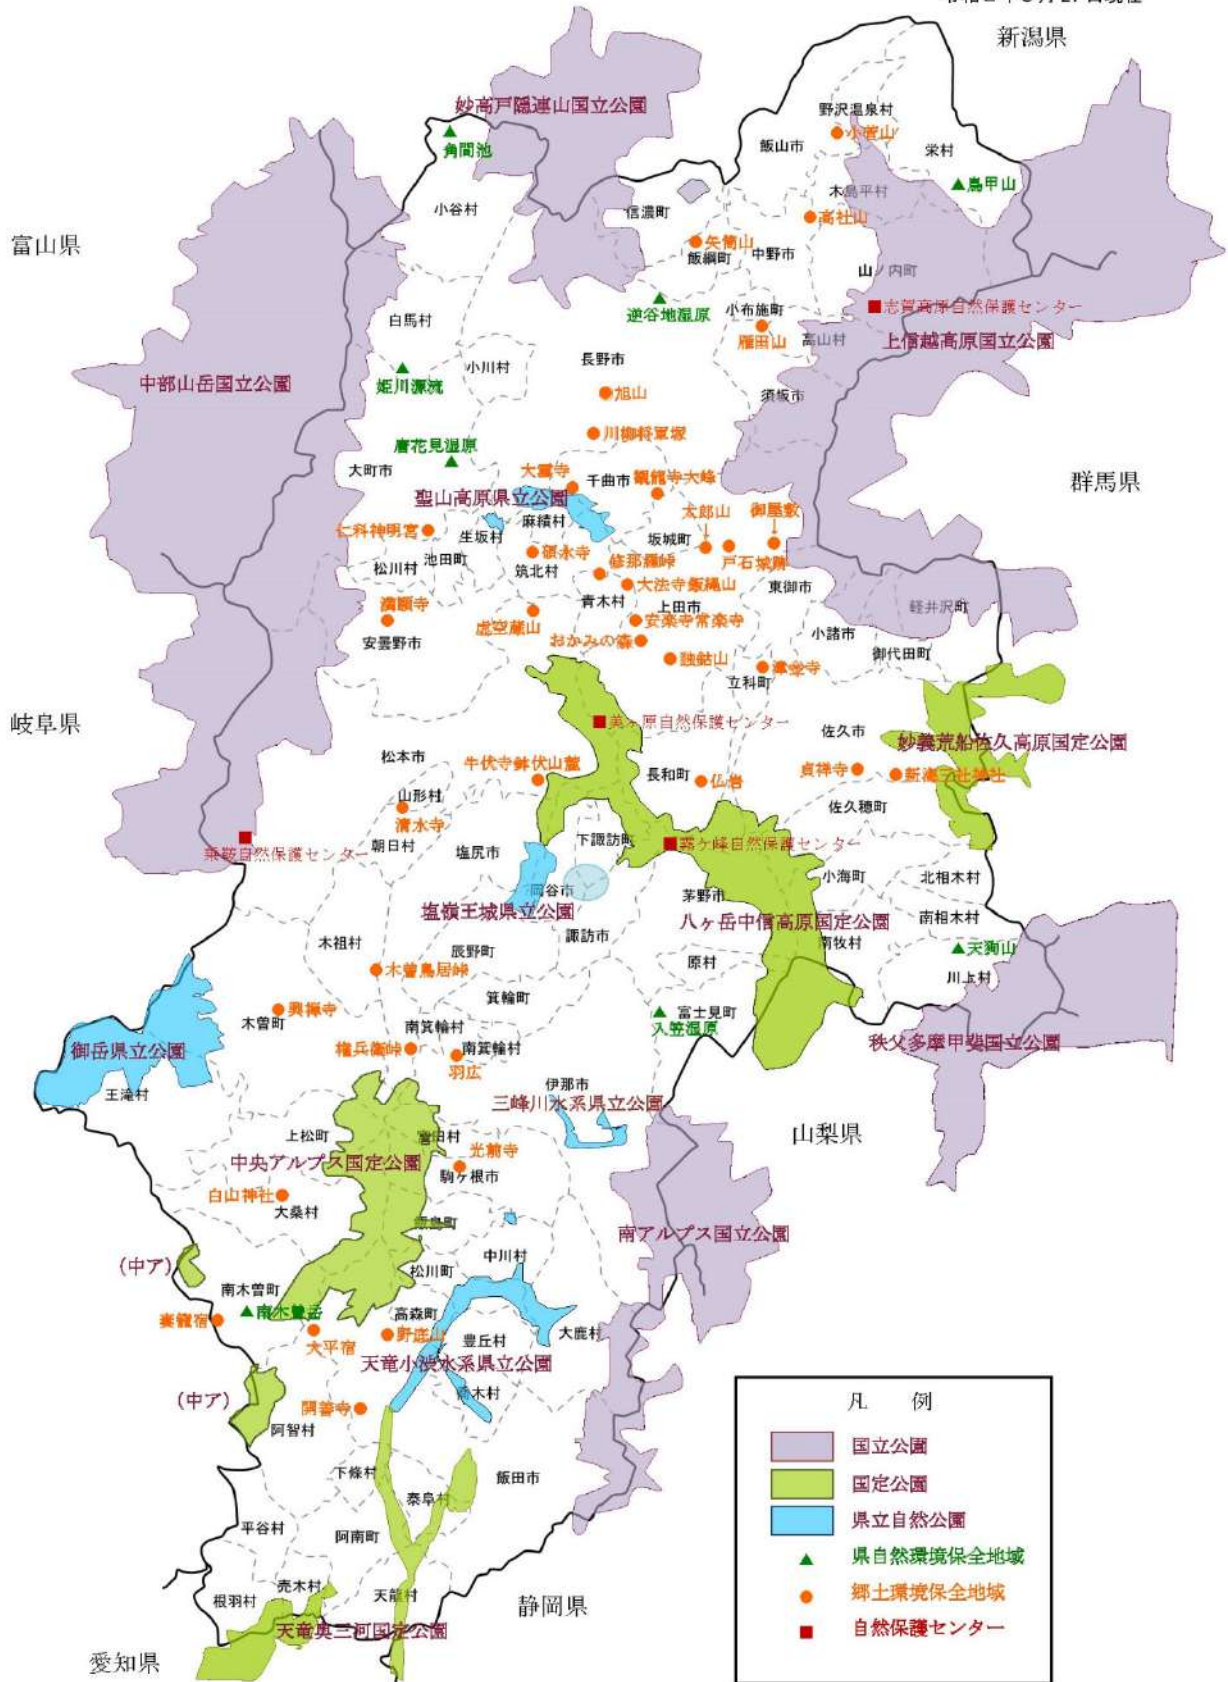 新潟県
妙高戸隠連山国立公園
野沢温泉村
小菅山
飯山市
栄村
角間池
鳥甲山
木島平村
小谷村
信濃町
高社山
富山県
矢筒山
飯綱町
中野市
山ノ内町
逆谷地湿原
小布施町
志賀高原自然保護センター
白馬村
雁田山
高山村
上信越高原国立公園
長野市
小川村
中部山岳国立公園
姫川源流
旭山
須坂市
川柳将軍塚
唐花見湿原
大町市
大雲寺
千曲市
観龍寺大峰
群馬県
聖山高原県立公園
太郎山
御屋敷
麻績村
仁科神明宮
生坂村
坂城町
碩水寺
戸石城跡
池田町
松川村
筑北村
修那羅峠
大法寺飯縄山
東御市
青木村
満願寺
上田市
軽井沢町
虚空蔵山
安楽寺常楽寺
小諸市
安曇野市
おかみの森
御代田町
独鈷山
津金寺
立科町
岐阜県
美ヶ原自然保護センター
佐久市
妙義荒船佐久高原国定公園
松本市
牛伏寺鉢伏山麓
長和町
仏岩
貞祥寺
新海三社神社
山形村
清水寺
佐久穂町
朝日村
下諏訪町
霧ケ峰自然保護センター
乗鞍自然保護センター
塩尻市
小海町
北相木村
岡谷市
茅野市
塩嶺王城県立公園
八ヶ岳中信高原国定公園
南相木村
諏訪市
南牧村
木祖村
辰野町
天狗山
原村
木曽鳥居峠
川上村
箕輪町
興禅寺
富士見町
木曽町
入笠湿原
南箕輪村
秩父多摩甲斐国立公園
御岳県立公園
権兵衛峠
南箕輪村
羽広
王滝村
伊那市
三峰川水系県立公園
山梨県
上松町
宮田村
光前寺
中央アルプス国定公園
駒ヶ根市
白山神社
大桑村
飯島町
南アルプス国立公園
(中ア)
中川村
松川町
南木曽町
南木曽岳
高森町
妻籠宿
大平宿
野底山
豊丘村
大鹿村
天竜小渋水系県立公園
喬木村
(中ア)
開善寺
阿智村
下條村
飯田市
泰阜村
平谷村
阿南町
売木村
天龍村
根羽村
静岡県
天竜奥三河国定公園
愛知県
凡 例
国立公園
国定公園
県立自然公園
県自然環境保全地域
郷土環境保全地域
自然保護センター